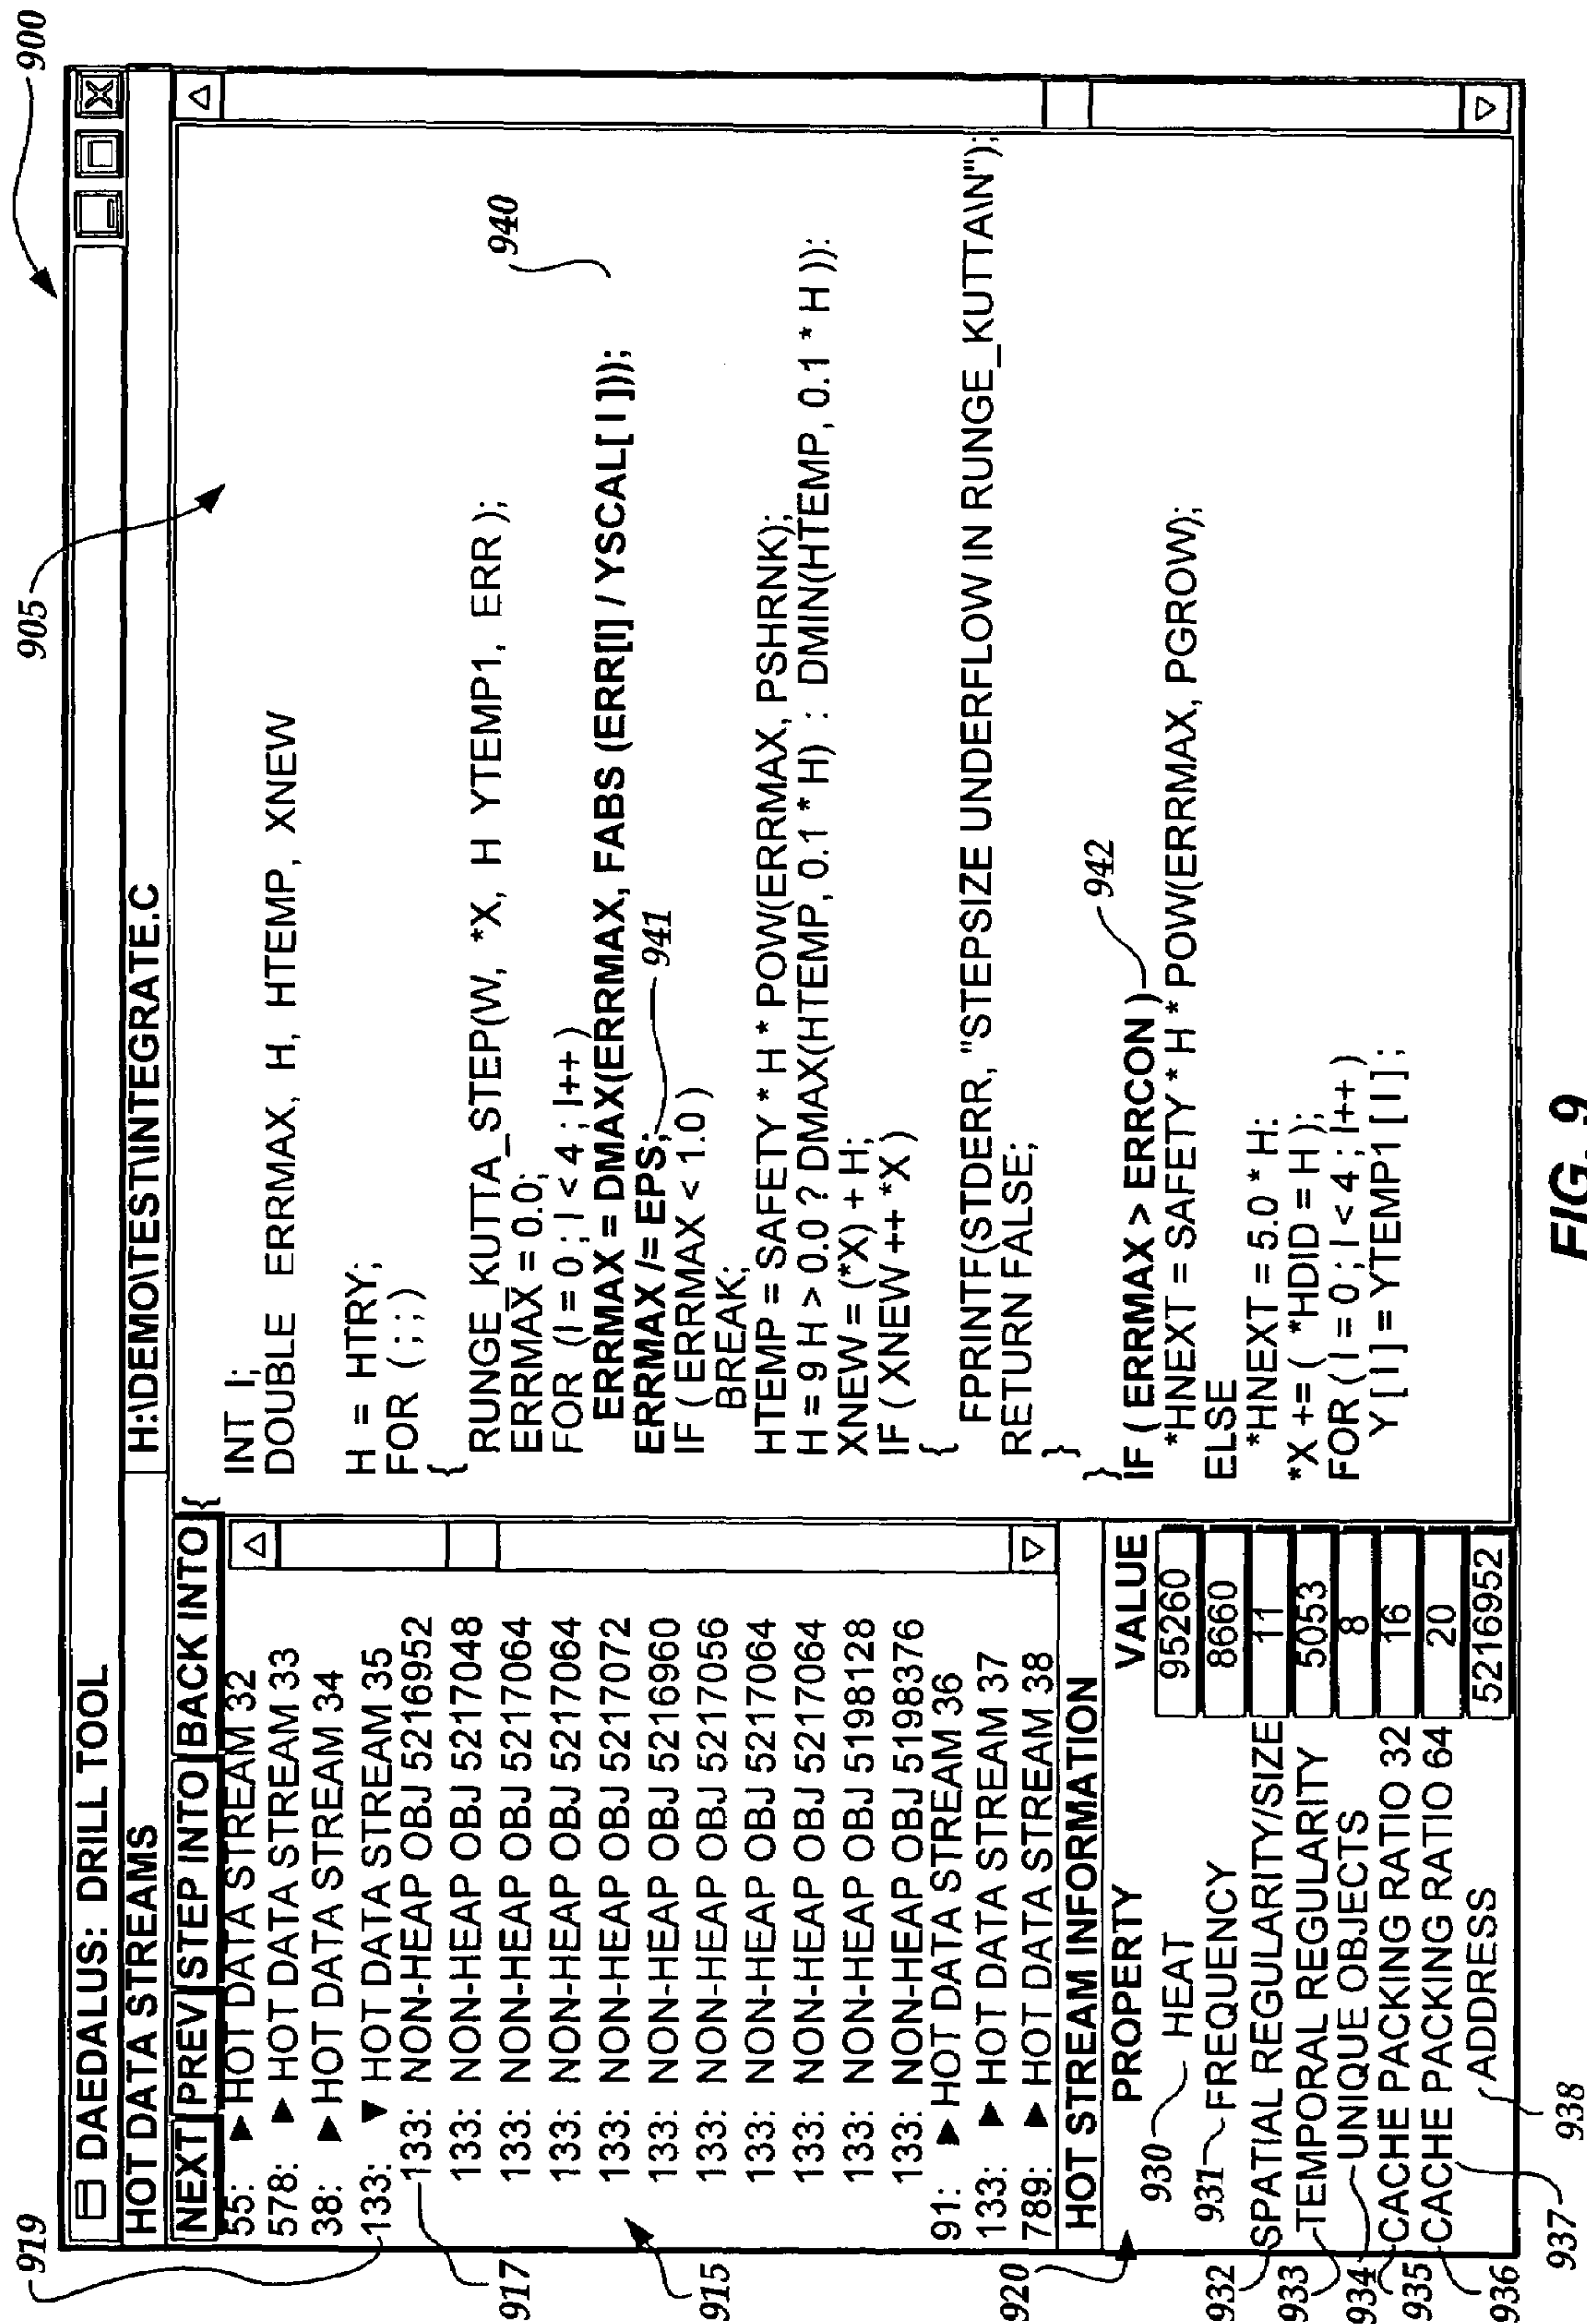 900
905
919
DAEDALUS: DRILL TOOL
HOT DATA STREAMS
H:\DEMO\TEST\INTEGRATE.C
NEXT PREV STEP INTO BACK INTO
55: ▶ HOT DATA STREAM 32
578: ▶ HOT DATA STREAM 33
38: ▶ HOT DATA STREAM 34
133: ▼ HOT DATA STREAM 35
133: NON-HEAP OBJ 5216952
133: NON-HEAP OBJ 5217048
133: NON-HEAP OBJ 5217064
133: NON-HEAP OBJ 5217064
133: NON-HEAP OBJ 5217072
133: NON-HEAP OBJ 5216960
133: NON-HEAP OBJ 5217056
133: NON-HEAP OBJ 5217064
133: NON-HEAP OBJ 5217064
133: NON-HEAP OBJ 5198128
133: NON-HEAP OBJ 5198376
91: ▶ HOT DATA STREAM 36
133: ▶ HOT DATA STREAM 37
789: ▶ HOT DATA STREAM 38
917
915
920
HOT STREAM INFORMATION
PROPERTY VALUE
930 HEAT 95260
931 FREQUENCY 8660
932 SPATIAL REGULARITY/SIZE 11
933 TEMPORAL REGULARITY 5053
934 UNIQUE OBJECTS 8
935 CACHE PACKING RATIO 32 16
936 CACHE PACKING RATIO 64 20
ADDRESS 5216952
937
938
{
INT I;
DOUBLE ERRMAX, H, HTEMP, XNEW
H = HTRY;
FOR ( ; ; )
{
RUNGE_KUTTA_STEP(W, *X, H YTEMP1, ERR );
ERRMAX = 0.0;
FOR (I = 0 ; I < 4 ; I++ )
ERRMAX = DMAX(ERRMAX, FABS (ERR[I] / YSCAL[ I ]));
940
ERRMAX /= EPS;
941
IF ( ERRMAX < 1.0 )
BREAK;
HTEMP = SAFETY * H * POW(ERRMAX, PSHRNK);
H = 9 H > 0.0 ? DMAX(HTEMP, 0.1 * H) : DMIN(HTEMP, 0.1 * H )):
XNEW = (*X) + H;
IF ( XNEW ++ *X )
{
FPRINTF(STDERR, "STEPSIZE UNDERFLOW IN RUNGE_KUTTA\N");
RETURN FALSE;
}
}
IF ( ERRMAX > ERRCON )
942
*HNEXT = SAFETY * H * POW(ERRMAX, PGROW);
ELSE
*HNEXT = 5.0 * H:
*X += ( *HDID = H );
FOR ( I = 0 ; I < 4 ; I++ )
Y [ I ] = YTEMP1 [ I ] ;
FIG. 9